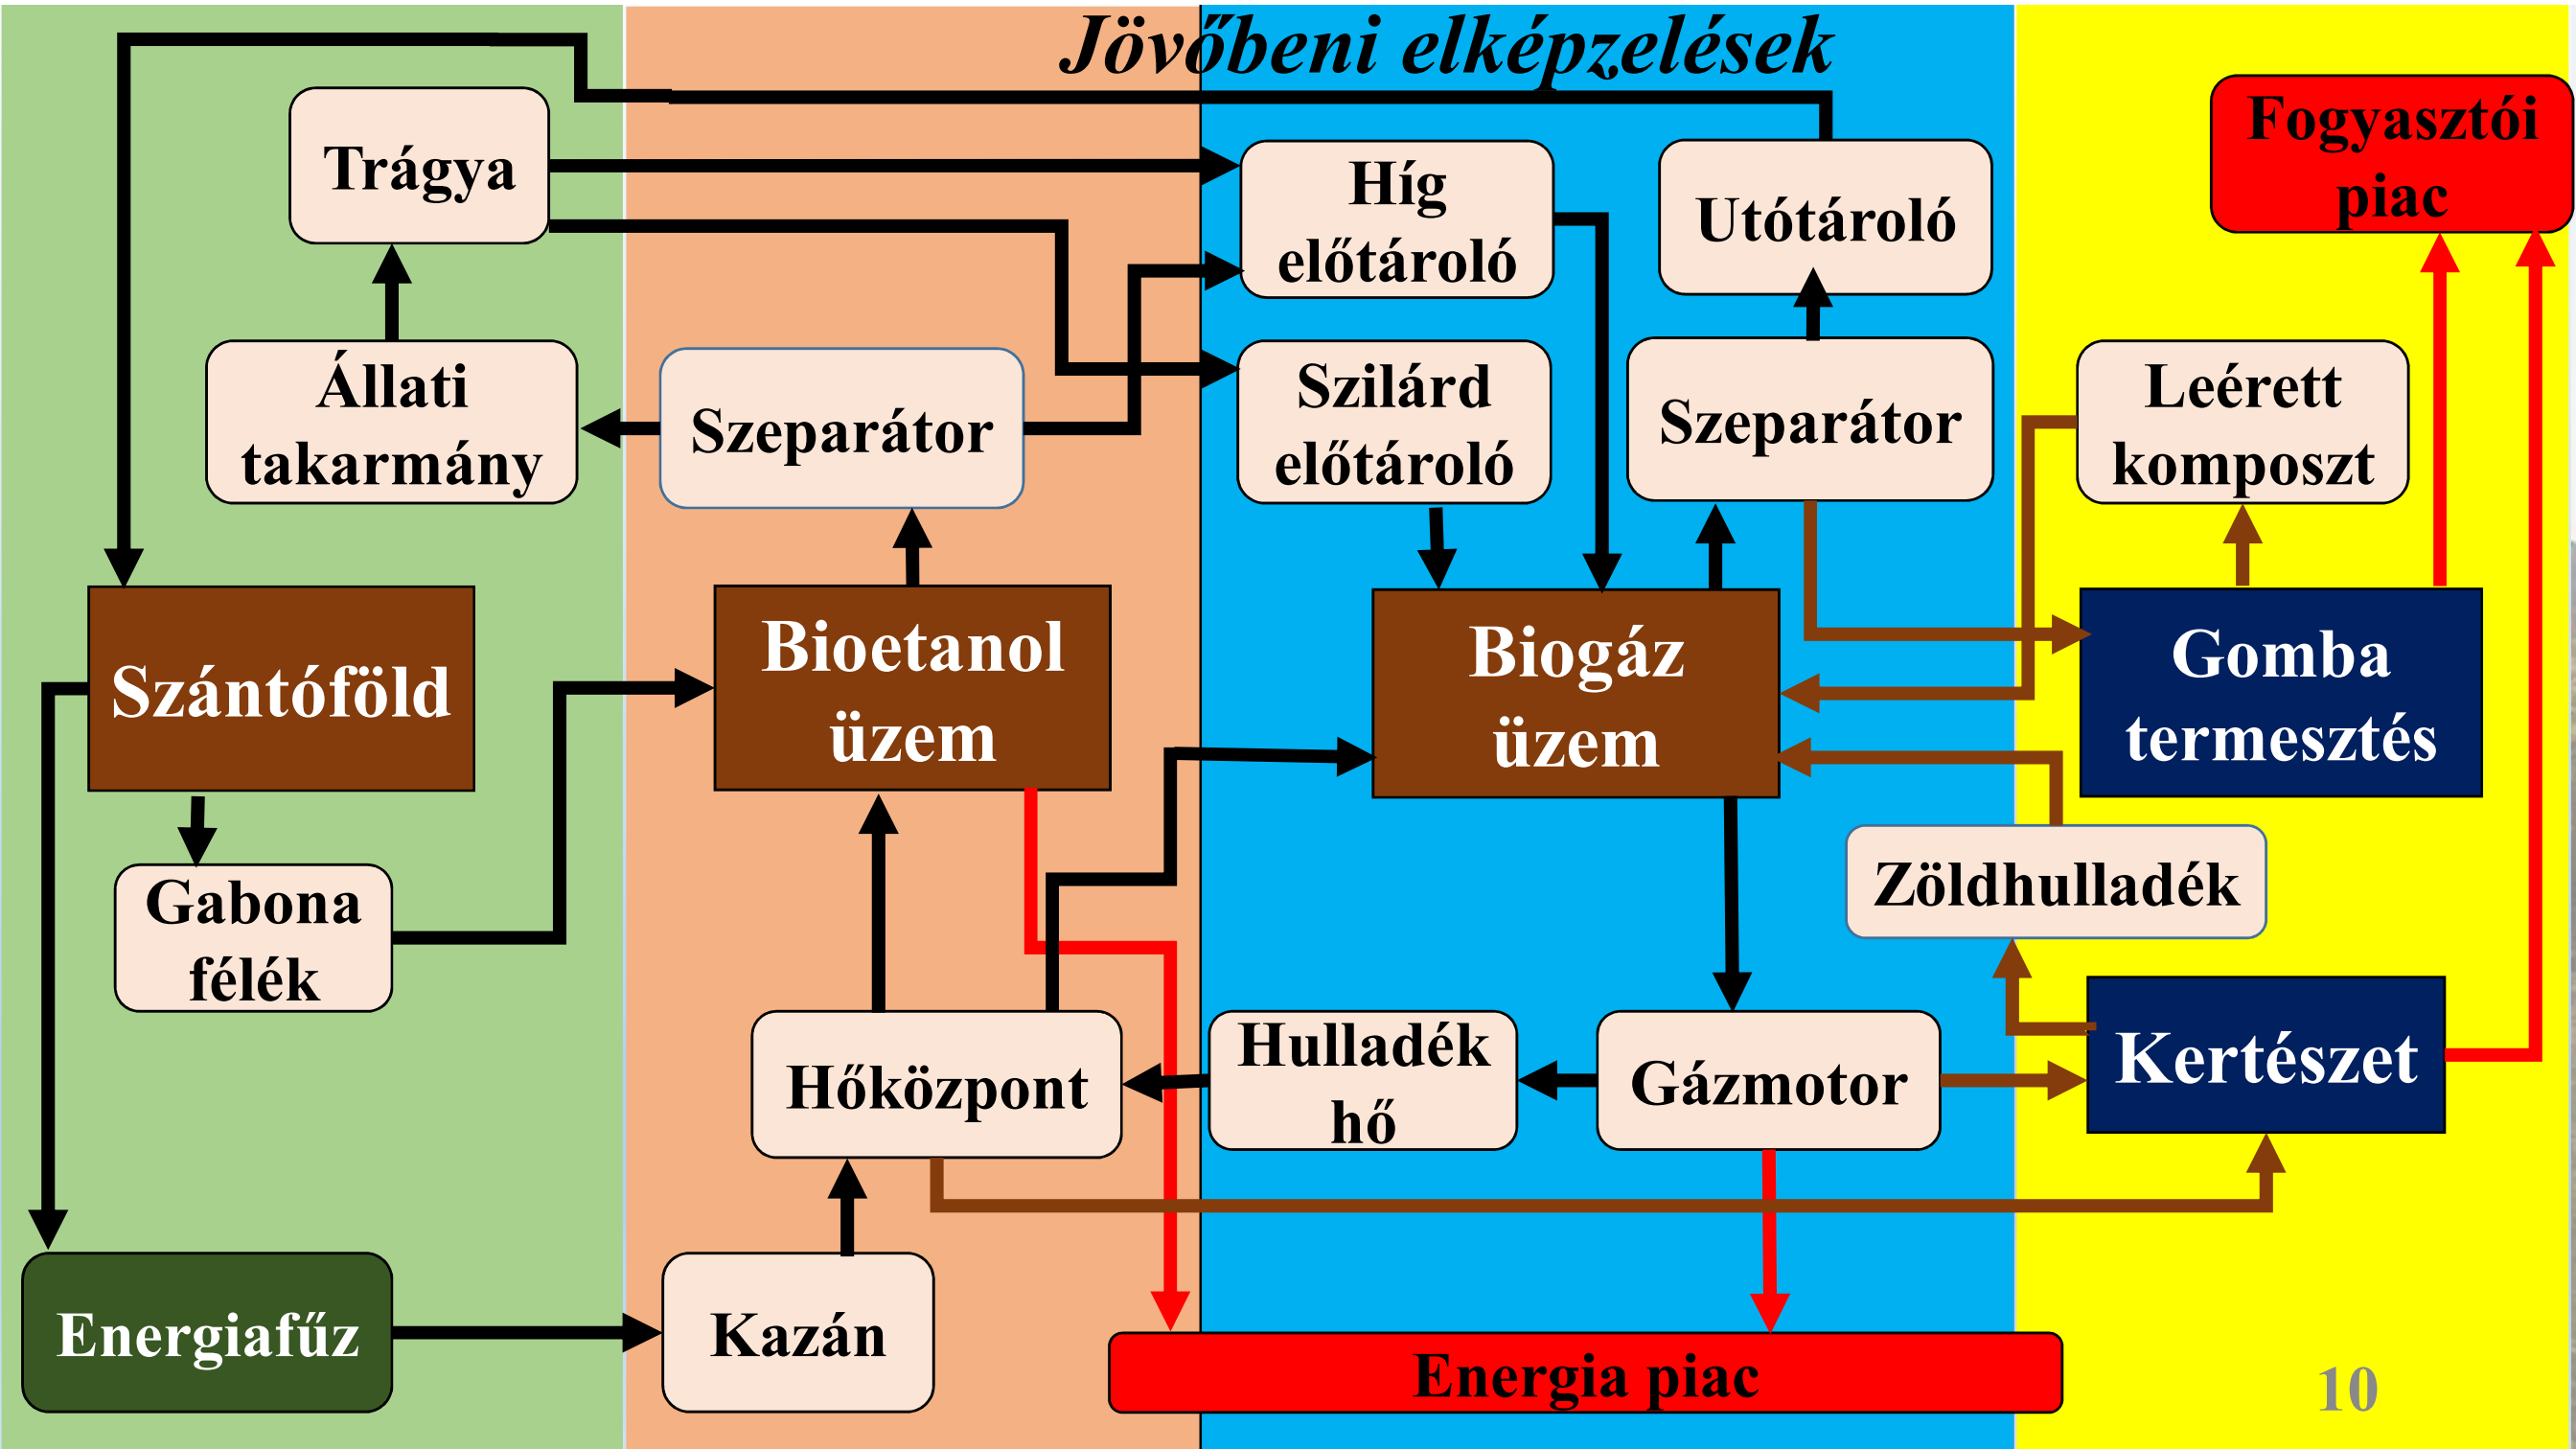 Jövőbeni elképzelések
Trágya
Híg
előtároló
Utótároló
Fogyasztói
piac
Állati
takarmány
Szeparátor
Szilárd
előtároló
Szeparátor
Leérett
komposzt
Szántóföld
Bioetanol
üzem
Biogáz
üzem
Gomba
termesztés
Gabona
félék
Zöldhulladék
Hőközpont
Hulladék
hő
Gázmotor
Kertészet
Energiafűz
Kazán
Energia piac
10